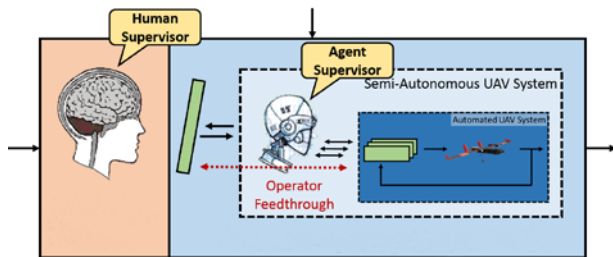 Human
Supervisor
Agent
Supervisor
Semi-Autonomous UAV System
Automated UAV System
Operator
Feedthrough